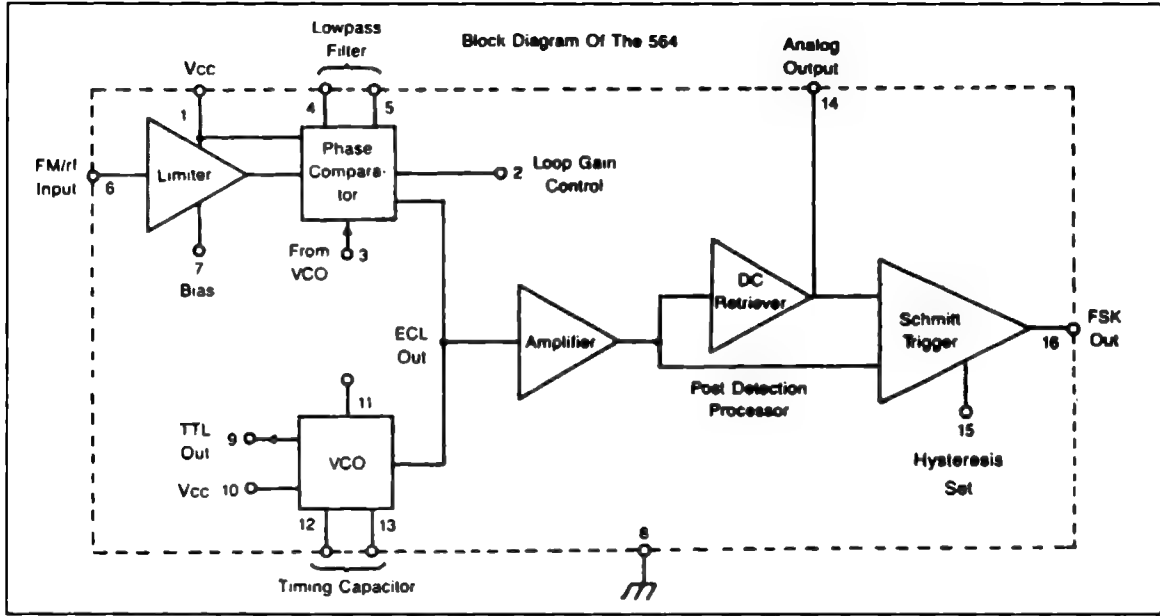 Block Diagram Of The 564
Lowpass
Filter
Vcc
1
4
5
Analog
Output
14
FM/rf
Input
6
Limiter
Phase
Compara-
tor
2
Loop Gain
Control
7
Bias
From
VCO
3
ECL
Out
Amplifier
DC
Retriever
Schmitt
Trigger
FSK
Out
16
Post Detection
Processor
15
Hysteresis
Set
11
TTL
Out
9
VCO
Vcc
10
12
13
Timing Capacitor
8